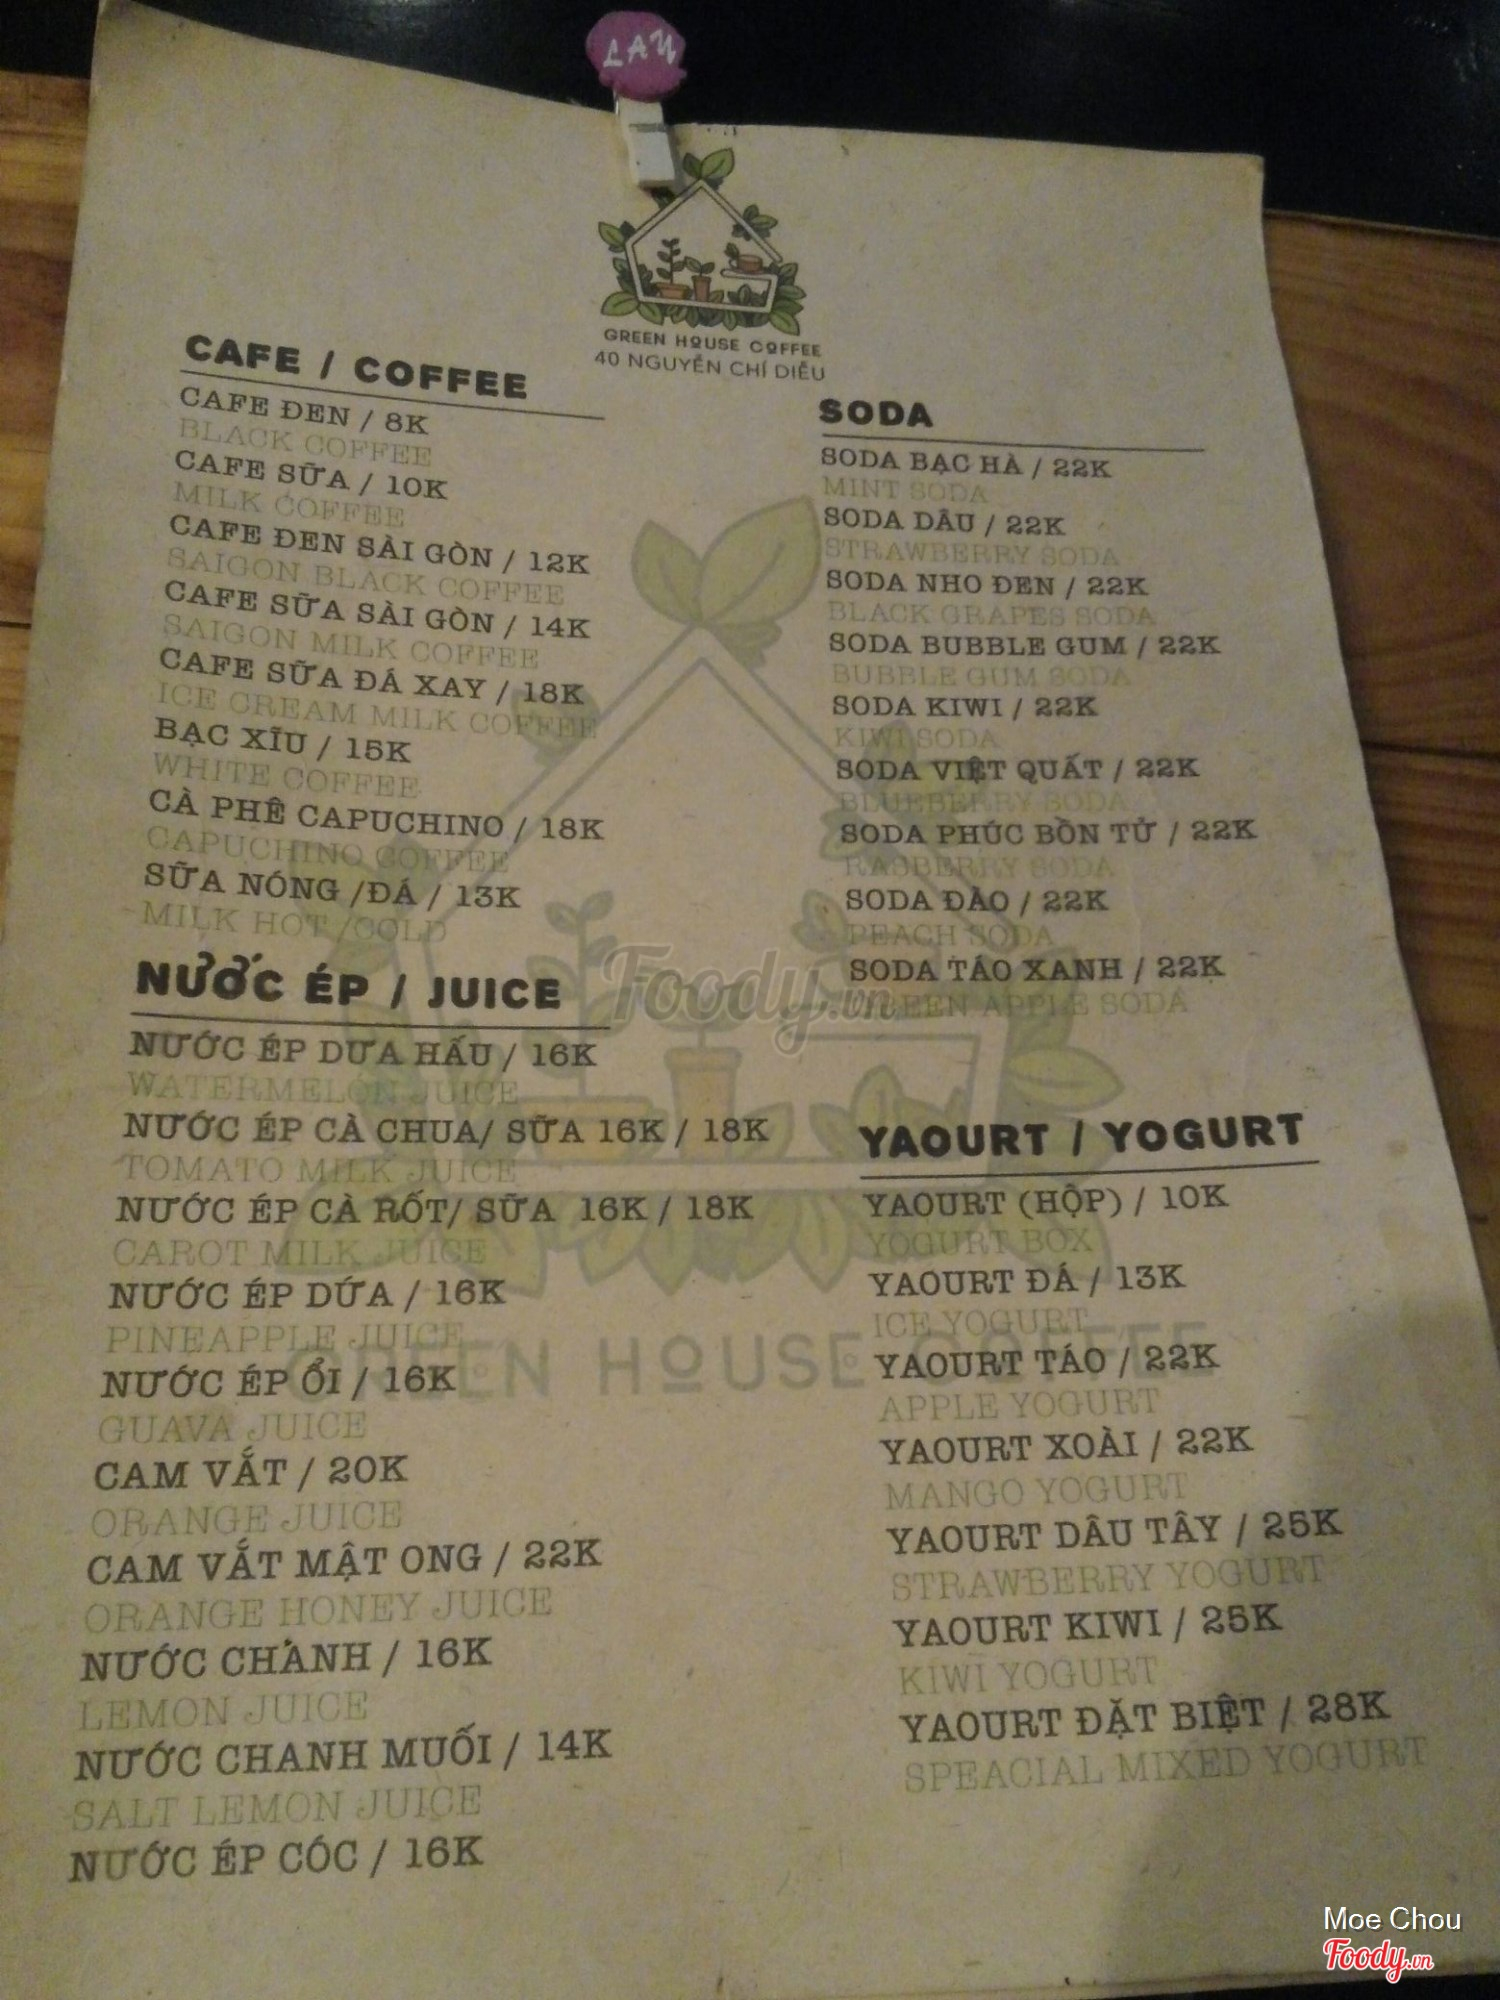 LAU
GREEN HOUSE COFFEE
40 NGUYỄN CHÍ DIỂU
CAFE / COFFEE
CAFE ĐEN / 8K
BLACK COFFEE
CAFE SỮA / 10K
MILK COFFEE
CAFE ĐEN SÀI GÒN / 12K
SAIGON BLACK COFFEE
CAFE SỮA SÀI GÒN / 14K
SAIGON MILK COFFEE
CAFE SỮA ĐÁ XAY / 18K
ICE CREAM MILK COFFEE
BẠC XĨU / 15K
WHITE COFFEE
CÀ PHÊ CAPUCHINO / 18K
CAPUCHINO COFFEE
SỮA NÓNG /ĐÁ / 13K
MILK HOT /COLD
NƯỚC ÉP / JUICE
NƯỚC ÉP DƯA HẤU / 16K
WATERMELON JUICE
NƯỚC ÉP CÀ CHUA/ SỮA 16K / 18K
TOMATO MILK JUICE
NƯỚC ÉP CÀ RỐT/ SỮA 16K / 18K
CAROT MILK JUICE
NƯỚC ÉP DỨA / 16K
PINEAPPLE JUICE
NƯỚC ÉP ỔI / 16K
GUAVA JUICE
CAM VẮT / 20K
ORANGE JUICE
CAM VẮT MẬT ONG / 22K
ORANGE HONEY JUICE
NƯỚC CHANH / 16K
LEMON JUICE
NƯỚC CHANH MUỐI / 14K
SALT LEMON JUICE
NƯỚC ÉP CÓC / 16K
SODA
SODA BẠC HÀ / 22K
MINT SODA
SODA DÂU / 22K
STRAWBERRY SODA
SODA NHO ĐEN / 22K
BLACK GRAPES SODA
SODA BUBBLE GUM / 22K
BUBBLE GUM SODA
SODA KIWI / 22K
KIWI SODA
SODA VIỆT QUẤT / 22K
BLUEBERRY SODA
SODA PHÚC BỒN TỬ / 22K
RASBERRY SODA
SODA ĐÀO / 22K
PEACH SODA
SODA TÁO XANH / 22K
GREEN APPLE SODA
YAOURT / YOGURT
YAOURT (HỘP) / 10K
YOGURT BOX
YAOURT ĐÁ / 13K
ICE YOGURT
YAOURT TÁO / 22K
APPLE YOGURT
YAOURT XOÀI / 22K
MANGO YOGURT
YAOURT DÂU TÂY / 25K
STRAWBERRY YOGURT
YAOURT KIWI / 25K
KIWI YOGURT
YAOURT ĐẶT BIỆT / 28K
SPEACIAL MIXED YOGURT
GREEN HOUSE COFFEE
Foody.vn
Moe Chou
Foody.vn